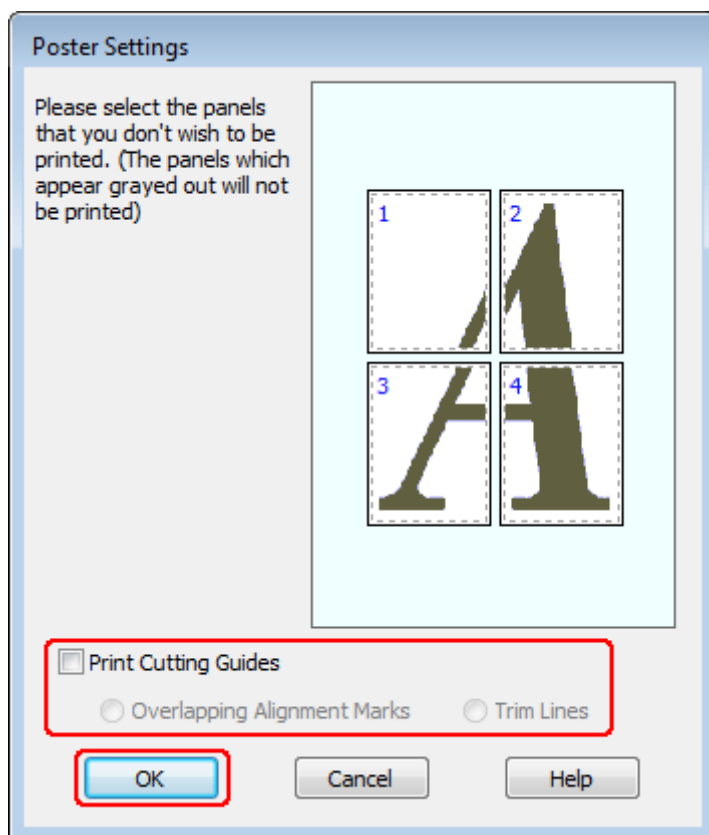 Poster Settings
Please select the panels
that you don't wish to be
printed. (The panels which
appear grayed out will not
be printed)
1
2
3
4
Print Cutting Guides
Overlapping Alignment Marks
Trim Lines
OK
Cancel
Help